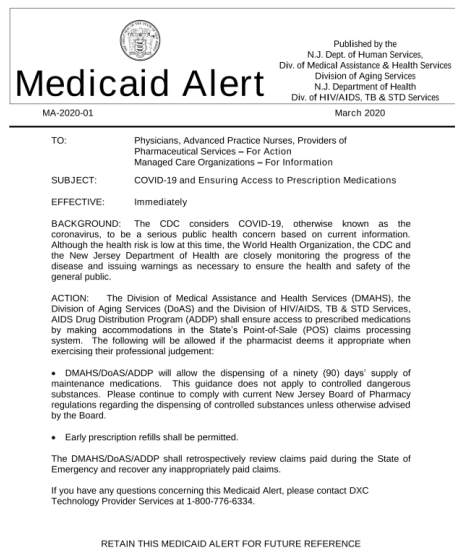 Published by the
N.J. Dept. of Human Services,
Div. of Medical Assistance & Health Services
Division of Aging Services
N.J. Department of Health
Div. of HIV/AIDS, TB & STD Services
Medicaid Alert
MA-2020-01 March 2020
TO: Physicians, Advanced Practice Nurses, Providers of
Pharmaceutical Services – For Action
Managed Care Organizations – For Information
SUBJECT: COVID-19 and Ensuring Access to Prescription Medications
EFFECTIVE: Immediately
BACKGROUND: The CDC considers COVID-19, otherwise known as the
coronavirus, to be a serious public health concern based on current information.
Although the health risk is low at this time, the World Health Organization, the CDC and
the New Jersey Department of Health are closely monitoring the progress of the
disease and issuing warnings as necessary to ensure the health and safety of the
general public.
ACTION: The Division of Medical Assistance and Health Services (DMAHS), the
Division of Aging Services (DoAS) and the Division of HIV/AIDS, TB & STD Services,
AIDS Drug Distribution Program (ADDP) shall ensure access to prescribed medications
by making accommodations in the State's Point-of-Sale (POS) claims processing
system. The following will be allowed if the pharmacist deems it appropriate when
exercising their professional judgement:
• DMAHS/DoAS/ADDP will allow the dispensing of a ninety (90) days' supply of
maintenance medications. This guidance does not apply to controlled dangerous
substances. Please continue to comply with current New Jersey Board of Pharmacy
regulations regarding the dispensing of controlled substances unless otherwise advised
by the Board.
• Early prescription refills shall be permitted.
The DMAHS/DoAS/ADDP shall retrospectively review claims paid during the State of
Emergency and recover any inappropriately paid claims.
If you have any questions concerning this Medicaid Alert, please contact DXC
Technology Provider Services at 1-800-776-6334.
RETAIN THIS MEDICAID ALERT FOR FUTURE REFERENCE